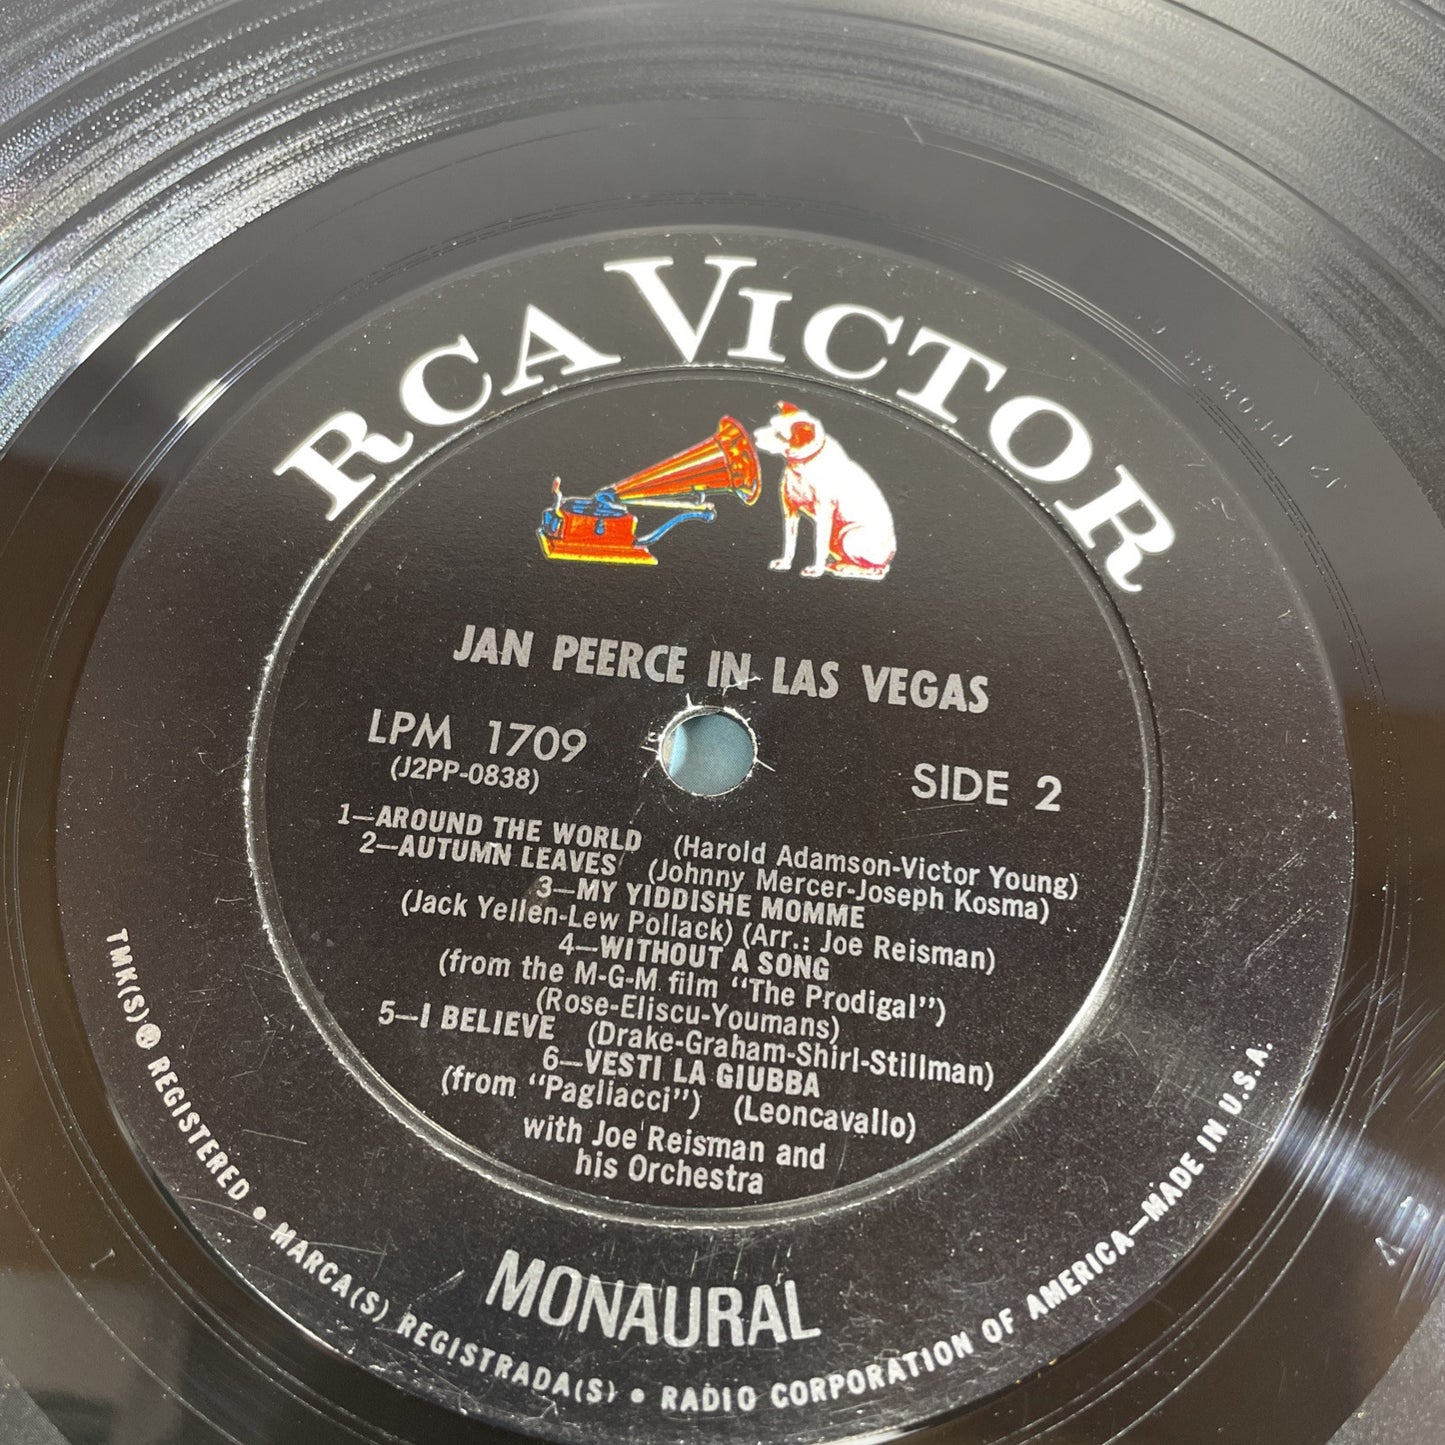 RCA VICTOR
JAN PEERCE IN LAS VEGAS
LPM 1709
(J2PP-0838)
SIDE 2
1—AROUND THE WORLD (Harold Adamson-Victor Young)
2—AUTUMN LEAVES (Johnny Mercer-Joseph Kosma)
3—MY YIDDISHE MOMME
(Jack Yellen-Lew Pollack) (Arr.: Joe Reisman)
4—WITHOUT A SONG
(from the M-G-M film "The Prodigal")
(Rose-Eliscu-Youmans)
5—I BELIEVE (Drake-Graham-Shirl-Stillman)
6—VESTI LA GIUBBA
(from "Pagliacci") (Leoncavallo)
with Joe Reisman and
his Orchestra
MONAURAL
TMK(S) ® REGISTERED • MARCA(S) REGISTRADA(S) • RADIO CORPORATION OF AMERICA—MADE IN U.S.A.